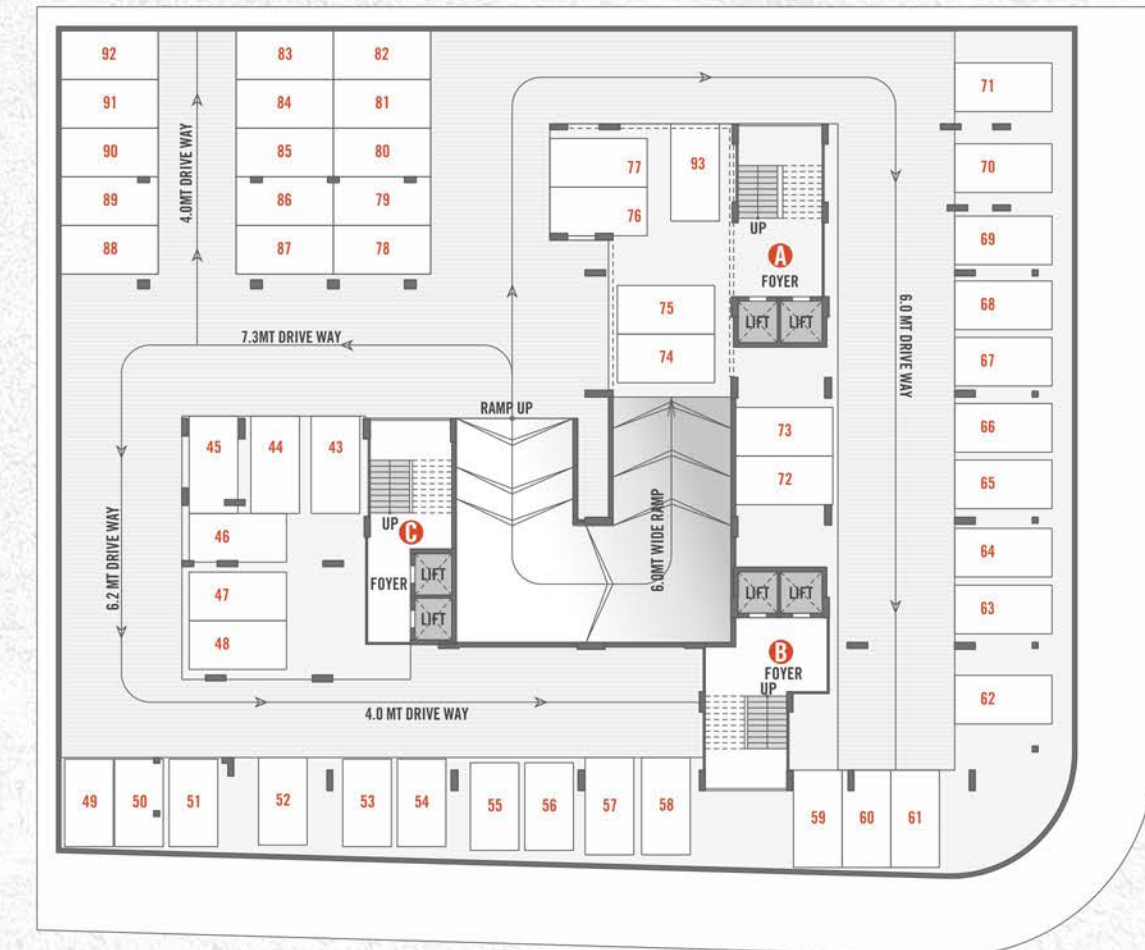 92
83
82
91
84
81
90
85
80
89
86
79
88
87
78
4.0MT DRIVE WAY
7.3MT DRIVE WAY
77
76
93
UP
A
FOYER
LIFT
LIFT
75
74
6.0 MT DRIVE WAY
71
70
69
68
67
66
65
64
63
62
RAMP UP
6.0MT WIDE RAMP
73
72
45
44
43
46
47
48
UP
C
FOYER
LIFT
LIFT
6.2 MT DRIVE WAY
4.0 MT DRIVE WAY
LIFT
LIFT
B
FOYER
UP
49
50
51
52
53
54
55
56
57
58
59
60
61